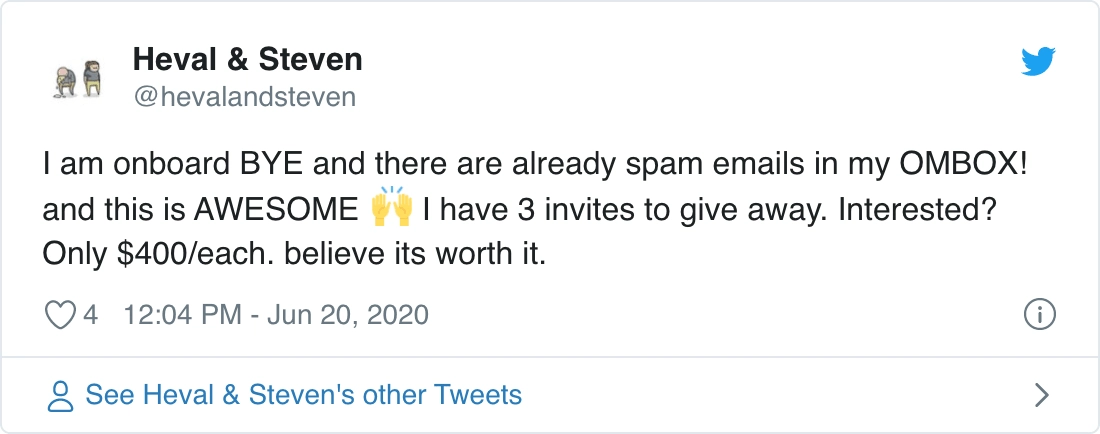 Heval & Steven
@hevalandsteven
I am onboard BYE and there are already spam emails in my OMBOX!
and this is AWESOME 🙌 I have 3 invites to give away. Interested?
Only $400/each. believe its worth it.
4 12:04 PM - Jun 20, 2020
See Heval & Steven's other Tweets